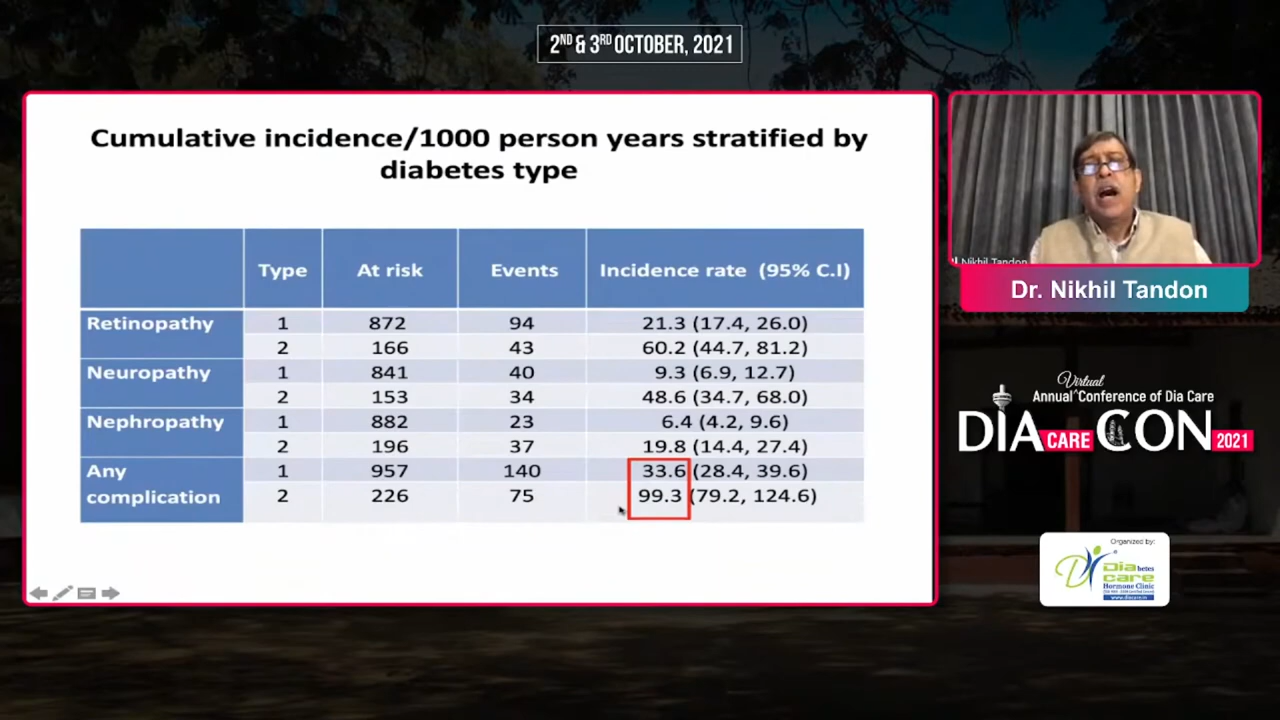 2ND & 3RD OCTOBER, 2021
Cumulative incidence/1000 person years stratified by
diabetes type
Type At risk Events Incidence rate (95% C.I)
Retinopathy 1 872 94 21.3 (17.4, 26.0)
2 166 43 60.2 (44.7, 81.2)
Neuropathy 1 841 40 9.3 (6.9, 12.7)
2 153 34 48.6 (34.7, 68.0)
Nephropathy 1 882 23 6.4 (4.2, 9.6)
2 196 37 19.8 (14.4, 27.4)
Any 1 957 140 33.6 (28.4, 39.6)
complication 2 226 75 99.3 (79.2, 124.6)
Nikhil Tandon
Dr. Nikhil Tandon
Virtual
Annual ^ Conference of Dia Care
DIA CARE CON 2021
Organized by:
Diabetes
care
Hormone Clinic
www.diacare.in